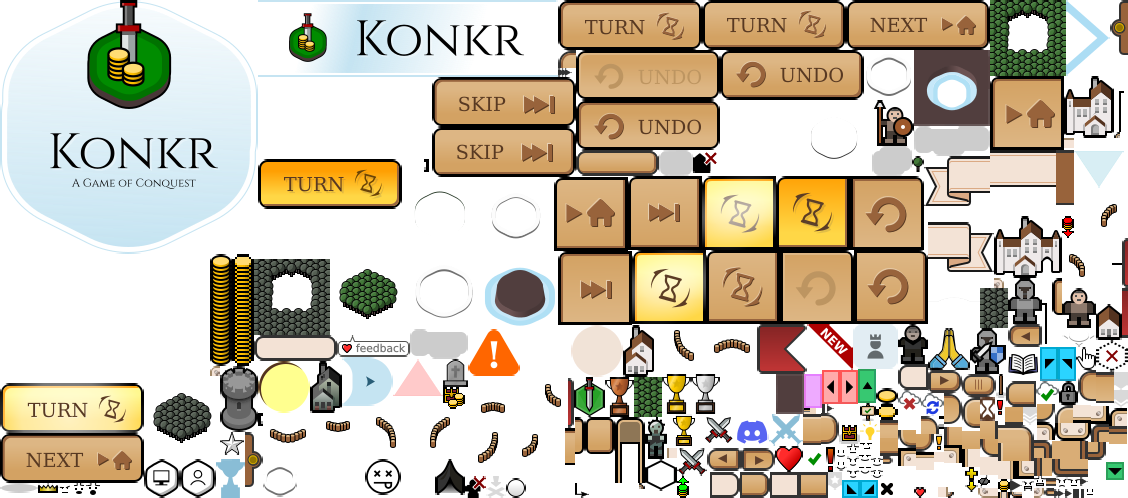 KONKR
A GAME OF CONQUEST
KONKR
TURN
TURN
NEXT
UNDO
UNDO
SKIP
UNDO
SKIP
TURN
feedback
NEW
TURN
NEXT